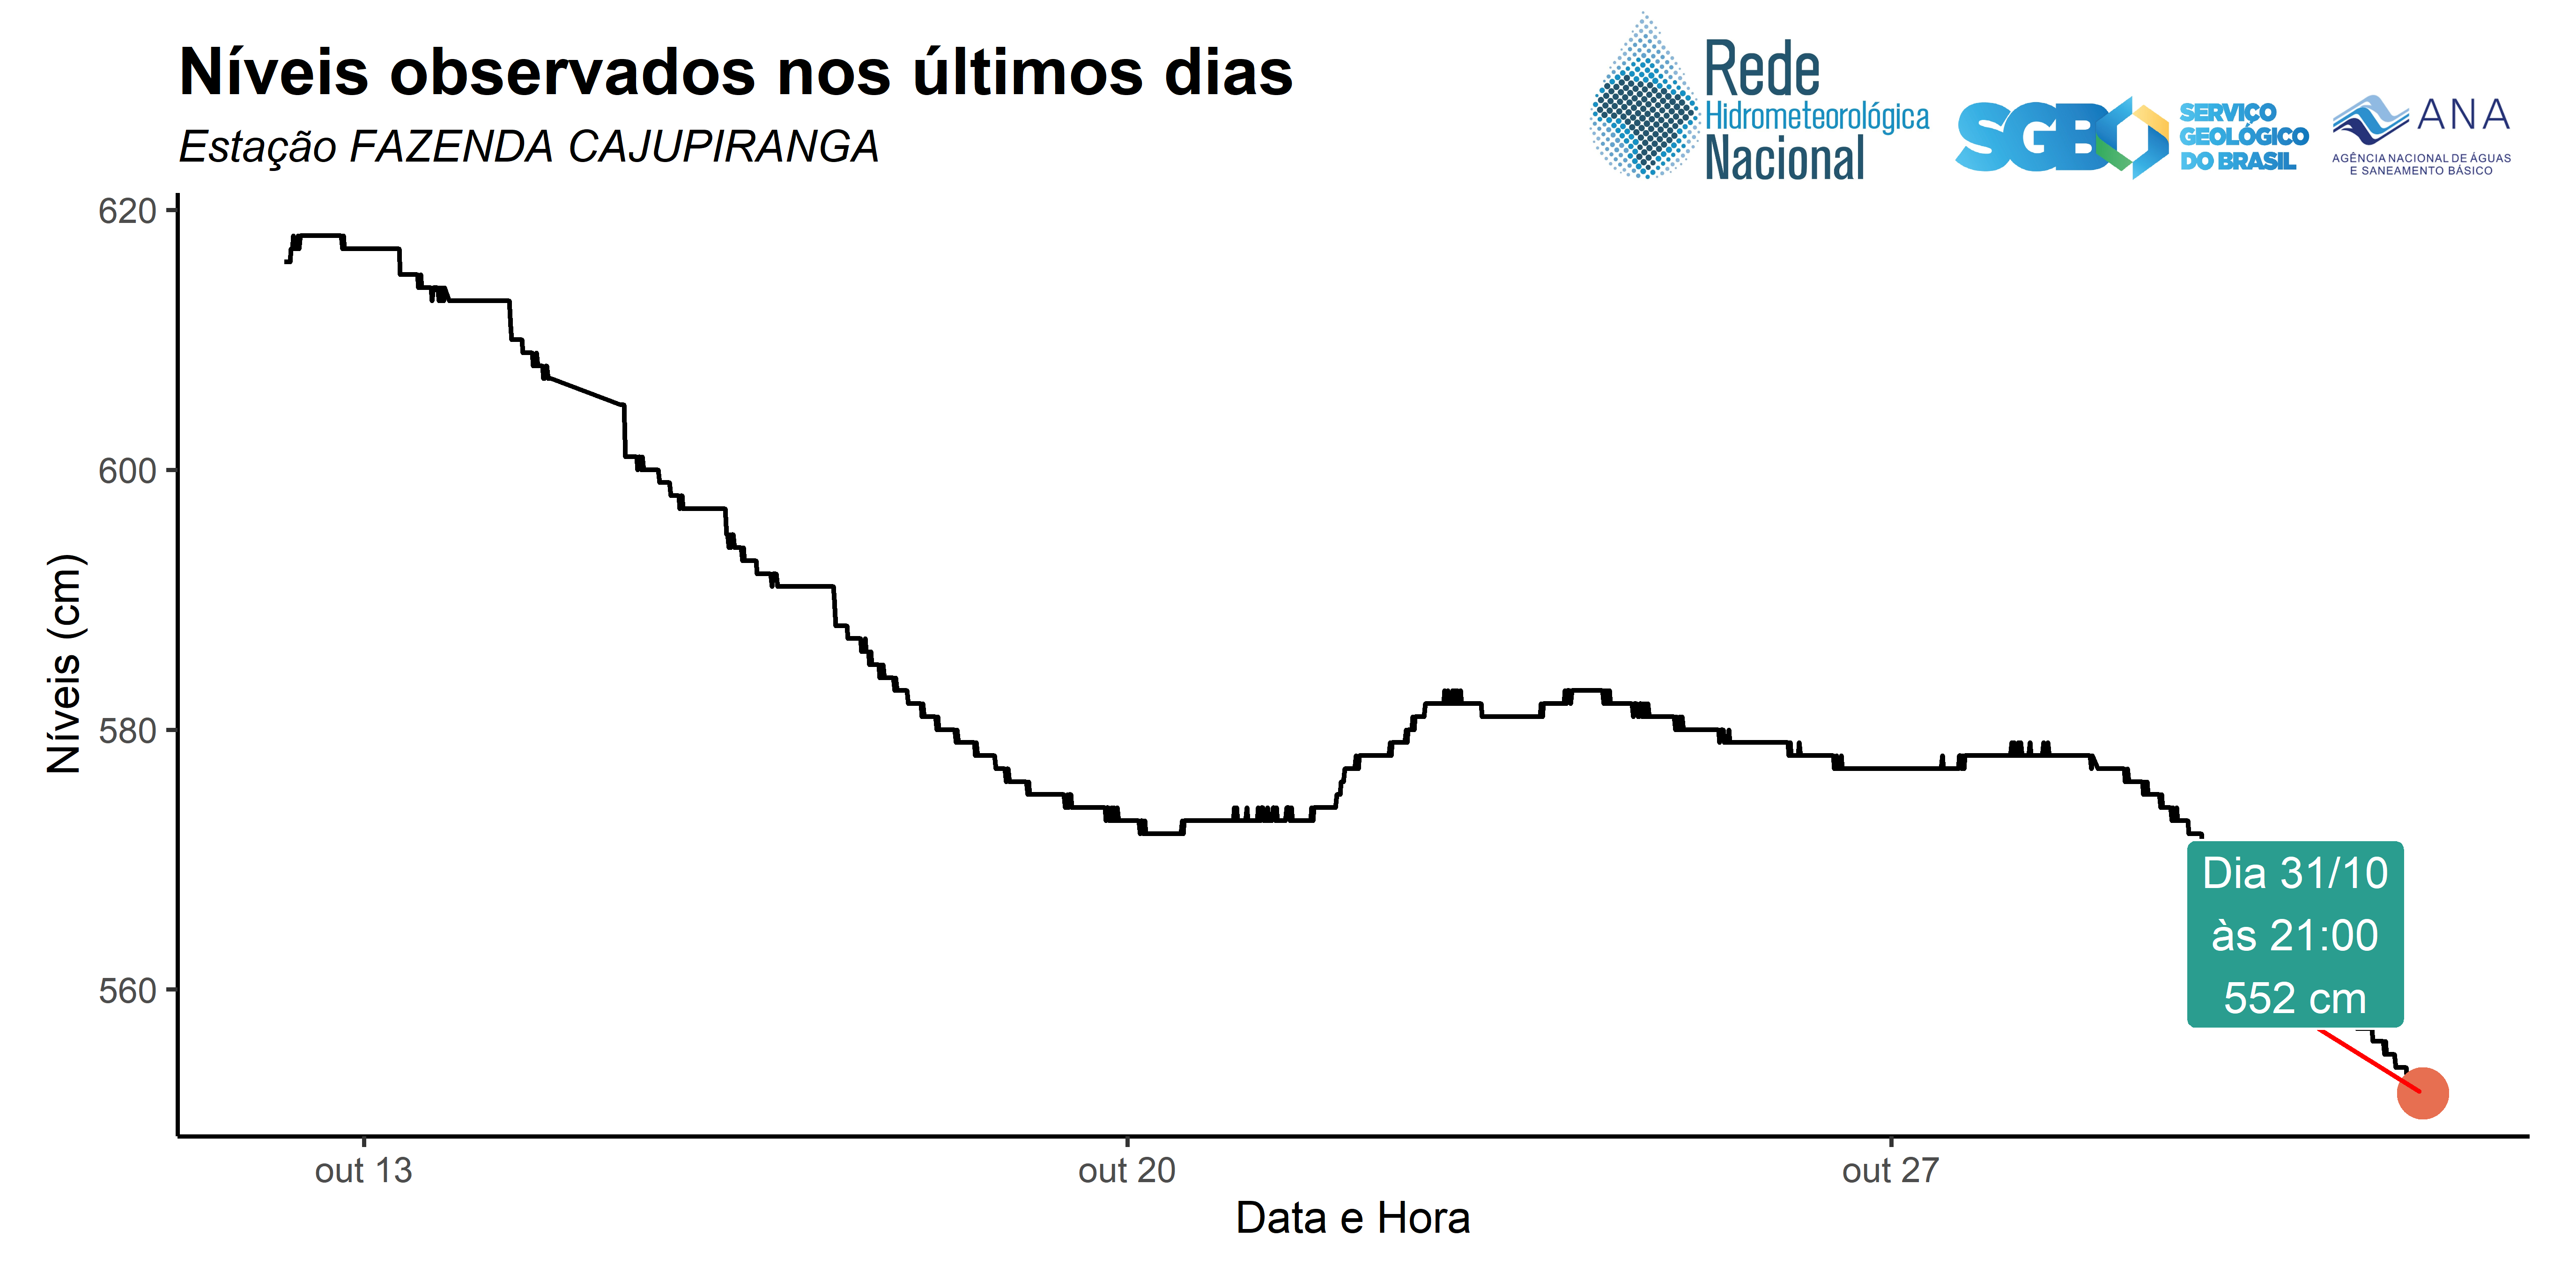 Níveis observados nos últimos dias
Estação FAZENDA CAJUPIRANGA
Rede
Hidrometeorológica
Nacional
SGB
SERVIÇO
GEOLÓGICO
DO BRASIL
ANA
AGÊNCIA NACIONAL DE ÁGUAS
E SANEAMENTO BÁSICO
620
600
580
560
Níveis (cm)
Dia 31/10
às 21:00
552 cm
out 13
out 20
out 27
Data e Hora